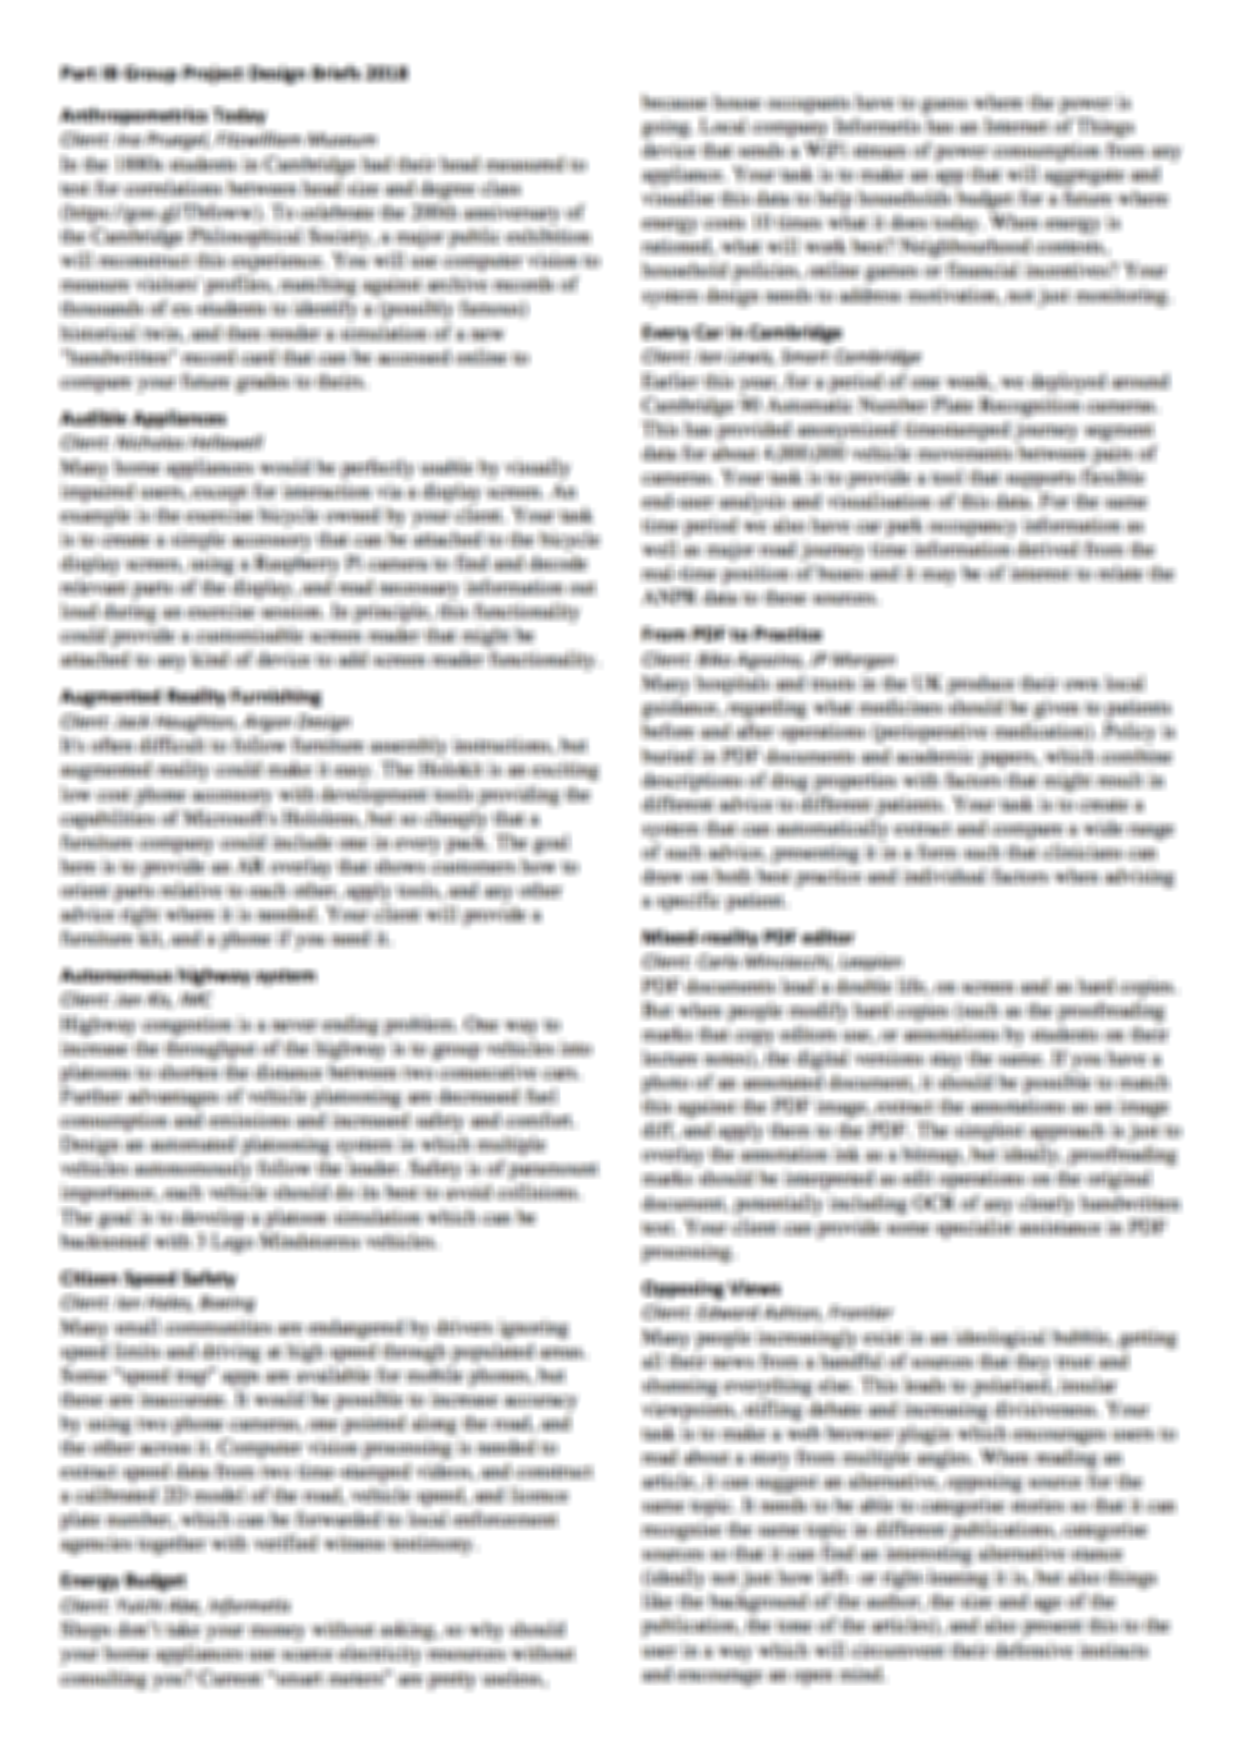 Part IB Group Project Design Briefs 2018
Anthropometrics Today
Client: Ina Pruegel, Fitzwilliam Museum
In the 1880s students in Cambridge had their head measured to
test for correlations between head size and degree class
To celebrate the 200th anniversary of
the Cambridge Philosophical Society, a major public exhibition
will reconstruct this experience. You will use computer vision to
measure visitors' profiles, matching against archive records of
thousands of ex-students to identify a (possibly famous)
historical twin, and then render a simulation of a new
"handwritten" record card that can be accessed online to
compare your future grades to theirs.
Audible Appliances
Client: Nicholas Hellawell
Many home appliances would be perfectly usable by visually
impaired users, except for interaction via a display screen. An
example is the exercise bicycle owned by your client. Your task
is to create a simple accessory that can be attached to the bicycle
display screen, using a Raspberry Pi camera to find and decode
relevant parts of the display, and read necessary information out
loud during an exercise session. In principle, this functionality
could provide a customisable screen reader that might be
attached to any kind of device to add screen reader functionality.
Augmented Reality Furnishing
Client: Jack Haughton, Argon Design
It's often difficult to follow furniture assembly instructions, but
augmented reality could make it easy. The Holokit is an exciting
low cost phone accessory with development tools providing the
capabilities of Microsoft's Hololens, but so cheaply that a
furniture company could include one in every pack. The goal
here is to provide an AR overlay that shows customers how to
orient parts relative to each other, apply tools, and any other
advice right where it is needed. Your client will provide a
furniture kit, and a phone if you need it.
Autonomous highway system
Client: Jan Kis, IMC
Highway congestion is a never ending problem. One way to
increase the throughput of the highway is to group vehicles into
platoons to shorten the distance between two consecutive cars.
Further advantages of vehicle platooning are decreased fuel
consumption and emissions and increased safety and comfort.
Design an automated platooning system in which multiple
vehicles autonomously follow the leader. Safety is of paramount
importance, each vehicle should do its best to avoid collisions.
The goal is to develop a platoon simulation which can be
backtested with 3 Lego Mindstorms vehicles.
Citizen Speed Safety
Client: Ian Hales, Boeing
Many small communities are endangered by drivers ignoring
speed limits and driving at high speed through populated areas.
Some "speed trap" apps are available for mobile phones, but
these are inaccurate. It would be possible to increase accuracy
by using two phone cameras, one pointed along the road, and
the other across it. Computer vision processing is needed to
extract speed data from two time-stamped videos, and construct
a calibrated 2D model of the road, vehicle speed, and licence
plate number, which can be forwarded to local enforcement
agencies together with verified witness testimony.
Energy Budget
Client: Yuichi Abe, Informetis
Shops don't take your money without asking, so why should
your home appliances use scarce electricity resources without
consulting you? Current "smart meters" are pretty useless,
because house occupants have to guess where the power is
going. Local company Informetis has an Internet of Things
device that sends a WiFi stream of power consumption from any
appliance. Your task is to make an app that will aggregate and
visualise this data to help households budget for a future where
energy costs 10 times what it does today. When energy is
rationed, what will work best? Neighbourhood contests,
household policies, online games or financial incentives? Your
system design needs to address motivation, not just monitoring.
Every Car in Cambridge
Client: Ian Lewis, Smart Cambridge
Earlier this year, for a period of one week, we deployed around
Cambridge 90 Automatic Number Plate Recognition cameras.
This has provided anonymized timestamped journey segment
data for about 4,000,000 vehicle movements between pairs of
cameras. Your task is to provide a tool that supports flexible
end-user analysis and visualisation of this data. For the same
time period we also have car park occupancy information as
well as major road journey time information derived from the
real-time position of buses and it may be of interest to relate the
ANPR data to these sources.
From PDF to Practice
Client: Biko Agozino, JP Morgan
Many hospitals and trusts in the UK produce their own local
guidance, regarding what medicines should be given to patients
before and after operations (perioperative medication). Policy is
buried in PDF documents and academic papers, which combine
descriptions of drug properties with factors that might result in
different advice to different patients. Your task is to create a
system that can automatically extract and compare a wide range
of such advice, presenting it in a form such that clinicians can
draw on both best practice and individual factors when advising
a specific patient.
Mixed-reality PDF editor
Client: Carlo Minciacchi,
PDF documents lead a double life, on screen and as hard copies.
But when people modify hard copies (such as the proofreading
marks that copy editors use, or annotations by students on their
lecture notes), the digital versions stay the same. If you have a
photo of an annotated document, it should be possible to match
this against the PDF image, extract the annotations as an image
diff, and apply them to the PDF. The simplest approach is just to
overlay the annotation ink as a bitmap, but ideally, proofreading
marks should be interpreted as edit operations on the original
document, potentially including OCR of any clearly handwritten
text. Your client can provide some specialist assistance in PDF
processing.
Opposing Views
Client: Edward Ashton, Frontier
Many people increasingly exist in an ideological bubble, getting
all their news from a handful of sources that they trust and
shunning everything else. This leads to polarised, insular
viewpoints, stifling debate and increasing divisiveness. Your
task is to make a web browser plugin which encourages users to
read about a story from multiple angles. When reading an
article, it can suggest an alternative, opposing source for the
same topic. It needs to be able to categorise stories so that it can
recognise the same topic in different publications, categorise
sources so that it can find an interesting alternative stance
(ideally not just how left- or right-leaning it is, but also things
like the background of the author, the size and age of the
publication, the tone of the articles), and also present this to the
user in a way which will circumvent their defensive instincts
and encourage an open mind.